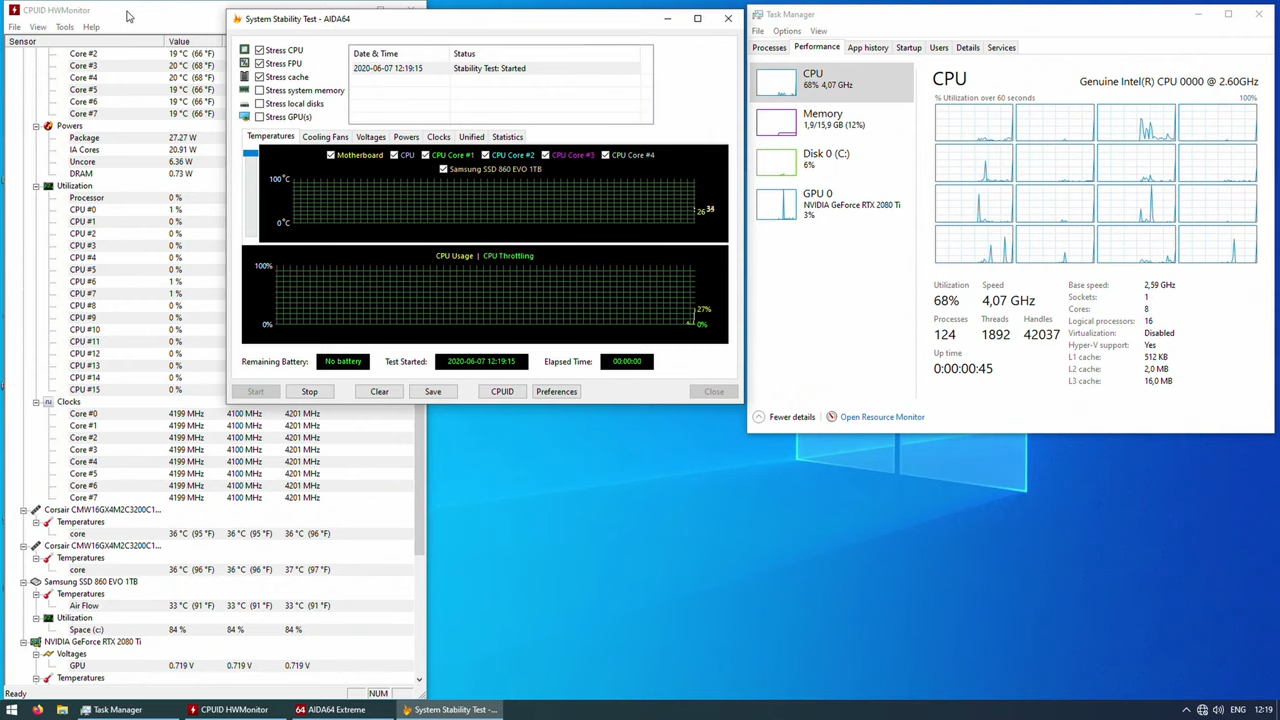 CPUID HWMonitor
File View Tools Help
Sensor Value
Core #2 19 °C (66 °F)
Core #3 19 °C (66 °F)
Core #4 19 °C (66 °F)
Core #5 19 °C (66 °F)
Core #6 19 °C (66 °F)
Core #7 19 °C (66 °F)
Powers
Package 27.27 W
IA Cores 20.91 W
Uncore 6.36 W
DRAM 0.73 W
Utilization
Processor 0 %
CPU #0 1 %
CPU #1 0 %
CPU #2 0 %
CPU #3 0 %
CPU #4 0 %
CPU #5 0 %
CPU #6 1 %
CPU #7 1 %
CPU #8 0 %
CPU #9 0 %
CPU #10 0 %
CPU #11 0 %
CPU #12 0 %
CPU #13 0 %
CPU #14 0 %
CPU #15 0 %
Clocks
Core #0 4199 MHz 4100 MHz 4201 MHz
Core #1 4199 MHz 4100 MHz 4201 MHz
Core #2 4199 MHz 4100 MHz 4201 MHz
Core #3 4199 MHz 4100 MHz 4201 MHz
Core #4 4199 MHz 4100 MHz 4201 MHz
Core #5 4199 MHz 4100 MHz 4201 MHz
Core #6 4199 MHz 4100 MHz 4201 MHz
Core #7 4199 MHz 4100 MHz 4201 MHz
Corsair CMW16GX4M2C3200C1...
Temperatures
core 36 °C (95 °F) 36 °C (95 °F) 36 °C (96 °F)
Corsair CMW16GX4M2C3200C1...
Temperatures
core 36 °C (96 °F) 36 °C (96 °F) 37 °C (97 °F)
Samsung SSD 860 EVO 1TB
Temperatures
Air Flow 33 °C (91 °F) 33 °C (91 °F) 33 °C (91 °F)
Utilization
Space (c:) 84 % 84 % 84 %
NVIDIA GeForce RTX 2080 Ti
Voltages
GPU 0.719 V 0.719 V 0.719 V
Temperatures
Ready NUM
System Stability Test - AIDA64
Stress CPU
Stress FPU
Stress cache
Stress system memory
Stress local disks
Stress GPU(s)
Date & Time Status
2020-06-07 12:19:15 Stability Test: Started
Temperatures Cooling Fans Voltages Powers Clocks Unified Statistics
Motherboard CPU CPU Core #1 CPU Core #2 CPU Core #3 CPU Core #4
Samsung SSD 860 EVO 1TB
100°C
26 34
0°C
CPU Usage | CPU Throttling
100%
27%
0% 0%
Remaining Battery: No battery Test Started: 2020-06-07 12:19:15 Elapsed Time: 00:00:00
Start Stop Clear Save CPUID Preferences Close
Task Manager
File Options View
Processes Performance App history Startup Users Details Services
CPU
68% 4,07 GHz
Memory
1,9/15,9 GB (12%)
Disk 0 (C:)
6%
GPU 0
NVIDIA GeForce RTX 2080 Ti
3%
CPU Genuine Intel(R) CPU 0000 @ 2.60GHz
% Utilization over 60 seconds 100%
Utilization Speed
68% 4,07 GHz
Processes Threads Handles
124 1892 42037
Up time
0:00:00:45
Base speed: 2,59 GHz
Sockets: 1
Cores: 8
Logical processors: 16
Virtualization: Disabled
Hyper-V support: Yes
L1 cache: 512 KB
L2 cache: 2,0 MB
L3 cache: 16,0 MB
Fewer details Open Resource Monitor
Task Manager CPUID HWMonitor 64 AIDA64 Extreme System Stability Test -... ENG 12:19